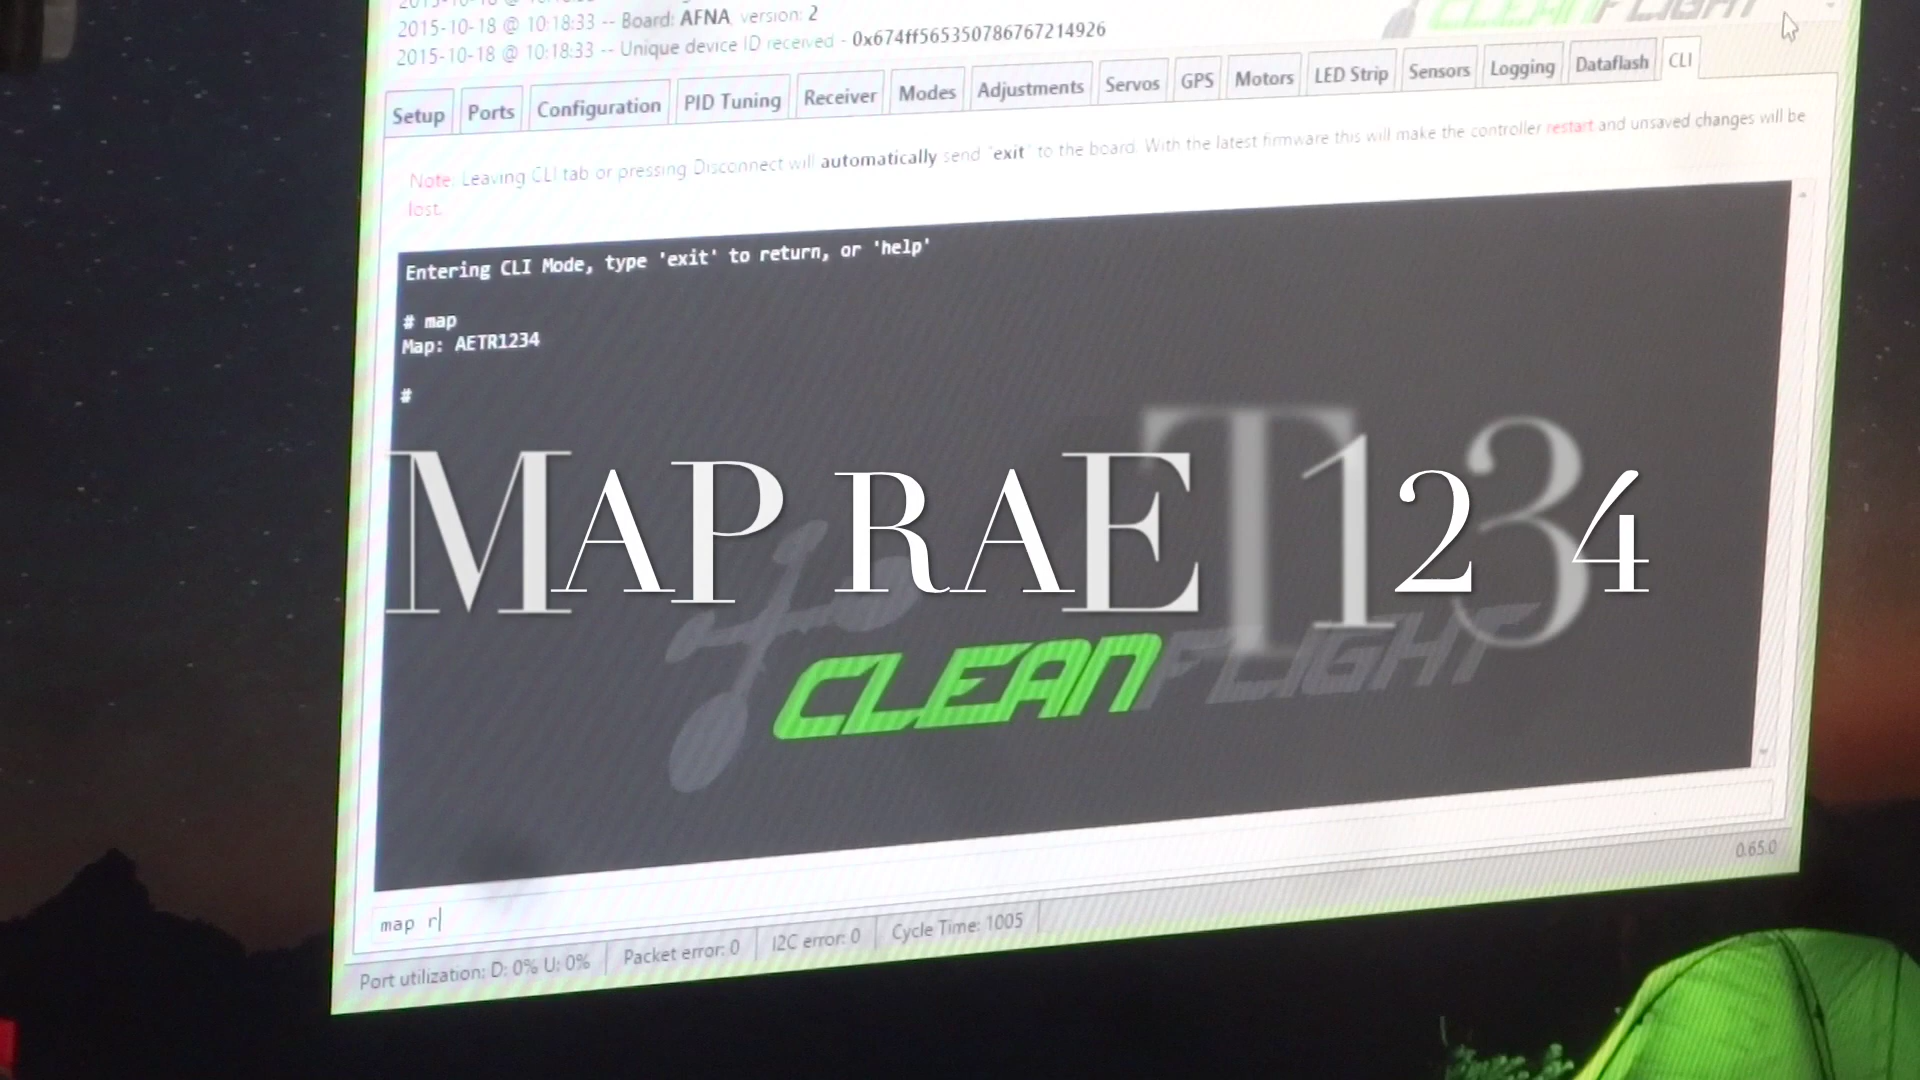 2015-10-18 @ 10:18:33 -- Board: AFNA, version: 2
2015-10-18 @ 10:18:33 -- Unique device ID received - 0x674ff565350786767214926
CLEANFLIGHT
Setup Ports Configuration PID Tuning Receiver Modes Adjustments Servos GPS Motors LED Strip Sensors Logging Dataflash CLI
Note: Leaving CLI tab or pressing Disconnect will automatically send "exit" to the board. With the latest firmware this will make the controller restart and unsaved changes will be
lost.
Entering CLI Mode, type 'exit' to return, or 'help'
# map
Map: AETR1234
#
MAP RAET1234
CLEANFLIGHT
0.65.0
map r
Port utilization: D: 0% U: 0% Packet error: 0 I2C error: 0 Cycle Time: 1005